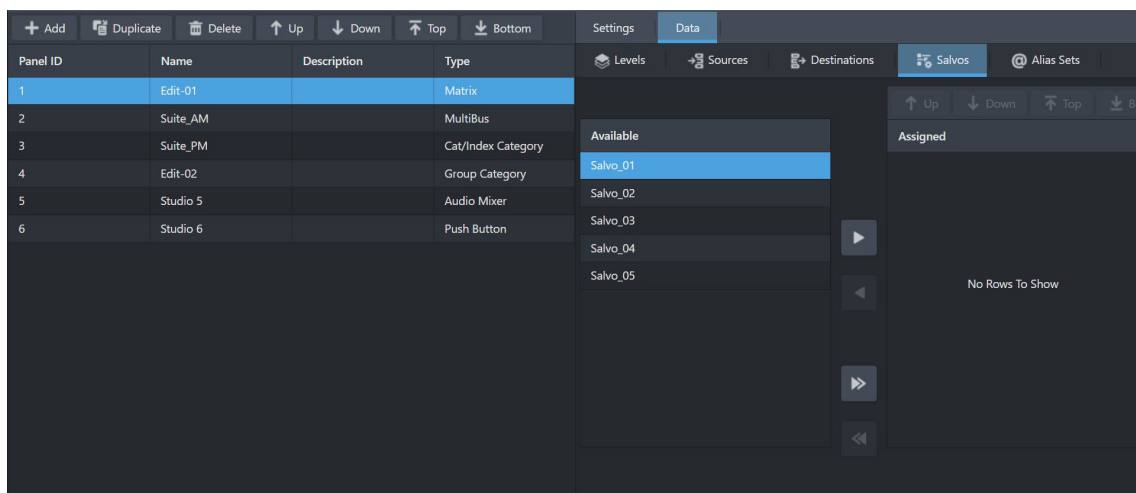 Add Duplicate Delete Up Down Top Bottom
Settings Data
Panel ID Name Description Type
Levels Sources Destinations Salvos @ Alias Sets
1 Edit-01 Matrix
2 Suite_AM MultiBus
3 Suite_PM Cat/Index Category
4 Edit-02 Group Category
5 Studio 5 Audio Mixer
6 Studio 6 Push Button
Up Down Top B
Available
Salvo_01
Salvo_02
Salvo_03
Salvo_04
Salvo_05
Assigned
No Rows To Show